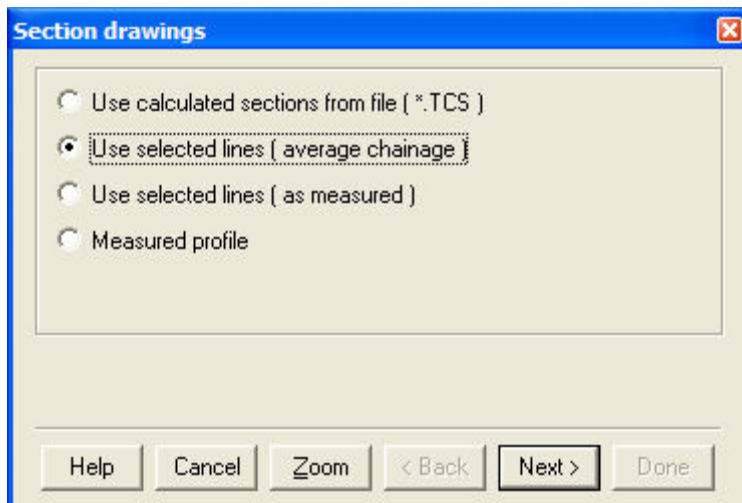 Section drawings
Use calculated sections from file ( *.TCS )
Use selected lines ( average chainage )
Use selected lines ( as measured )
Measured profile
Help Cancel Zoom < Back Next > Done